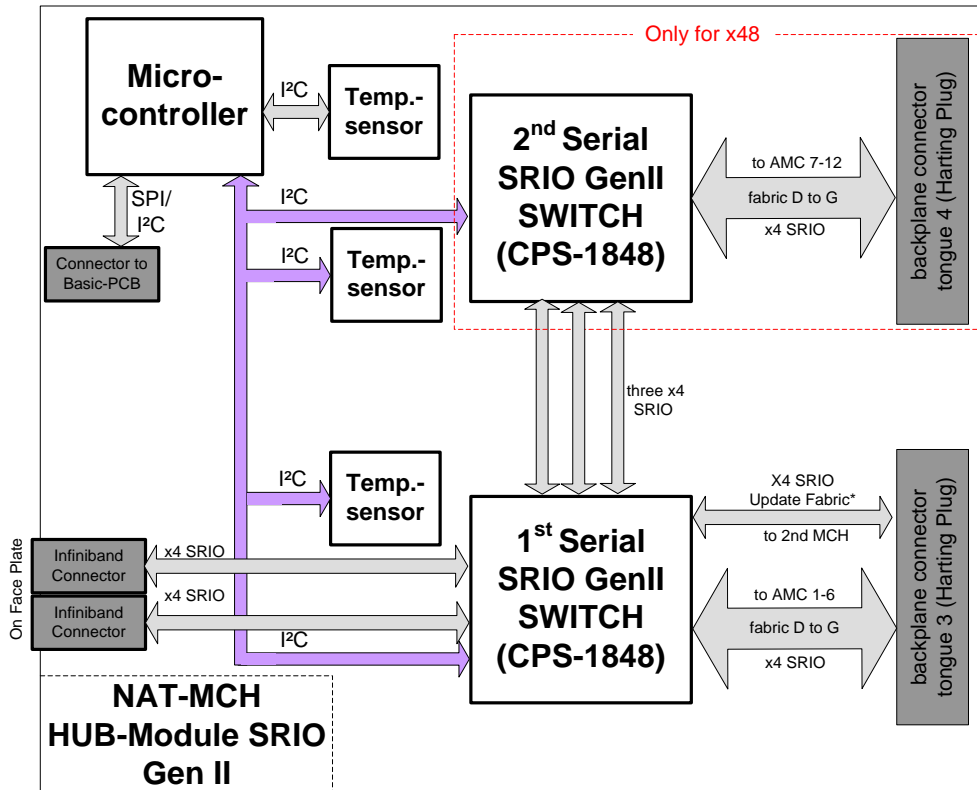 Only for x48
Micro-
controller
I²C
Temp.-
sensor
2nd Serial
SRIO GenII
SWITCH
(CPS-1848)
to AMC 7-12
fabric D to G
x4 SRIO
backplane connector
tongue 4 (Harting Plug)
SPI/
I²C
I²C
Connector to
Basic-PCB
I²C
Temp.-
sensor
three x4
SRIO
I²C
Temp.-
sensor
X4 SRIO
Update Fabric*
to 2nd MCH
1st Serial
SRIO GenII
SWITCH
(CPS-1848)
On Face Plate
Infiniband
Connector
x4 SRIO
Infiniband
Connector
x4 SRIO
I²C
to AMC 1-6
fabric D to G
x4 SRIO
backplane connector
tongue 3 (Harting Plug)
NAT-MCH
HUB-Module SRIO
Gen II